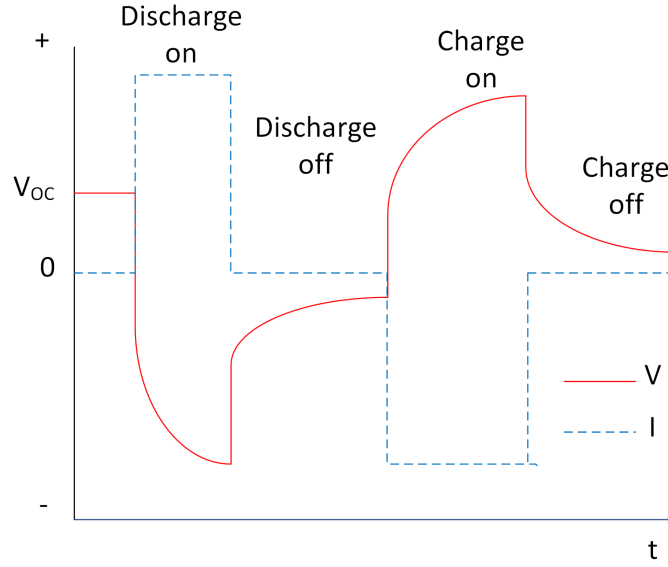 Discharge
on
+
Charge
on
Discharge
off
Charge
off
VOC
0
V
I
-
t